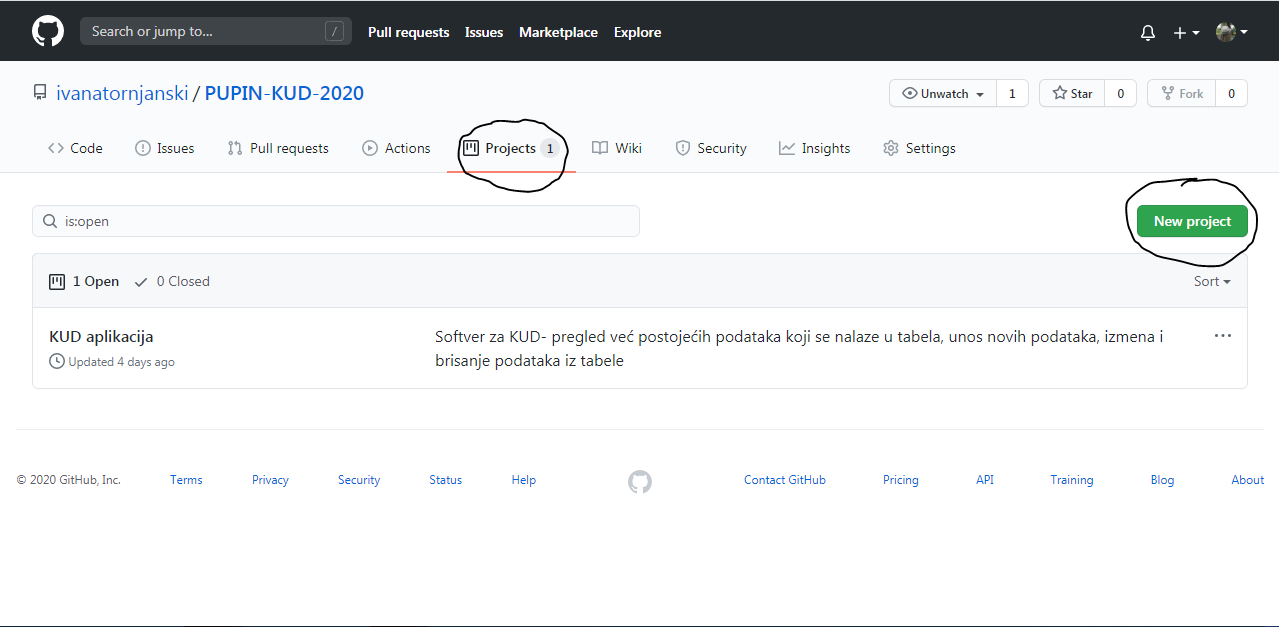 Search or jump to... /
Pull requests Issues Marketplace Explore
ivanatornjanski / PUPIN-KUD-2020
Unwatch 1 Star 0 Fork 0
Code Issues Pull requests Actions Projects 1 Wiki Security Insights Settings
is:open
New project
1 Open 0 Closed
Sort
KUD aplikacija
Updated 4 days ago
Softver za KUD- pregled već postojećih podataka koji se nalaze u tabela, unos novih podataka, izmena i
brisanje podataka iz tabele
© 2020 GitHub, Inc. Terms Privacy Security Status Help Contact GitHub Pricing API Training Blog About